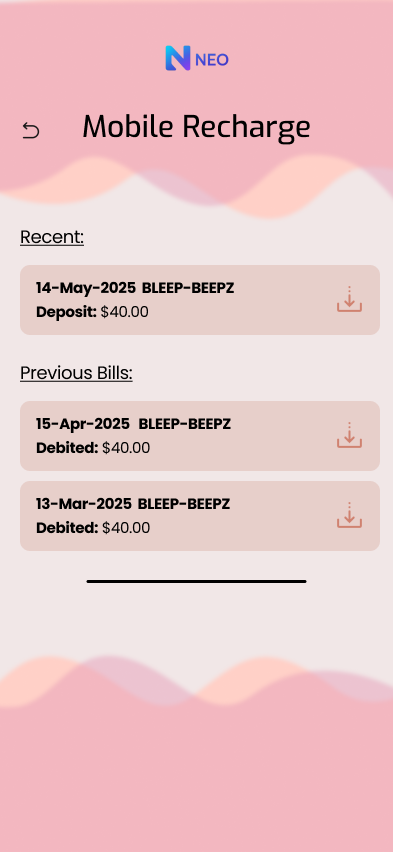 NEO
Mobile Recharge
Recent:
14-May-2025 BLEEP-BEEPZ
Deposit: $40.00
Previous Bills:
15-Apr-2025 BLEEP-BEEPZ
Debited: $40.00
13-Mar-2025 BLEEP-BEEPZ
Debited: $40.00